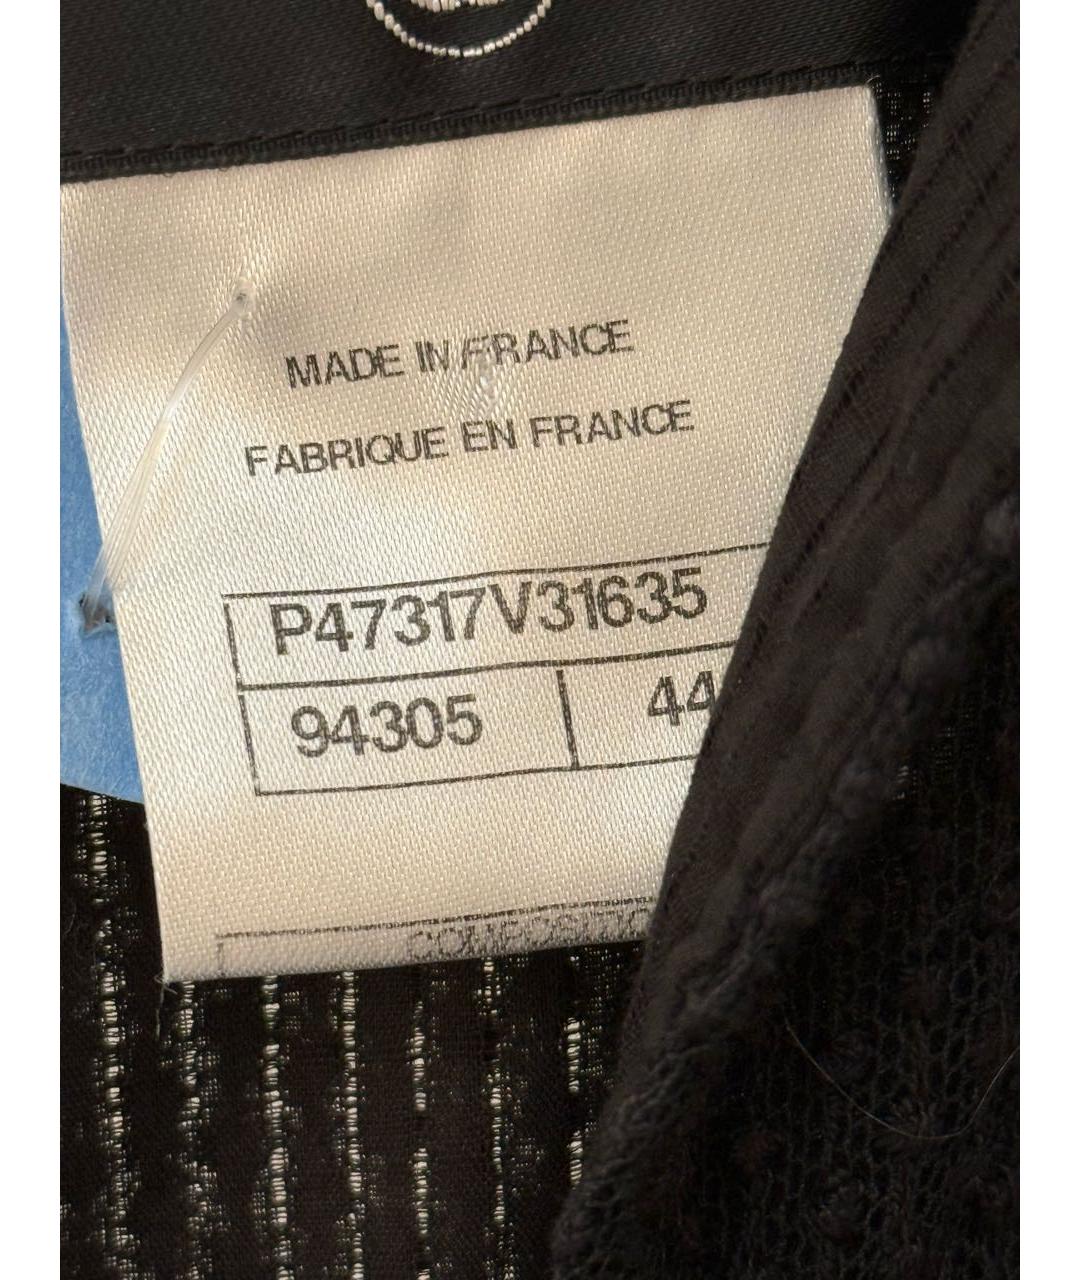 MADE IN FRANCE
FABRIQUE EN FRANCE
P47317V31635
94305 44